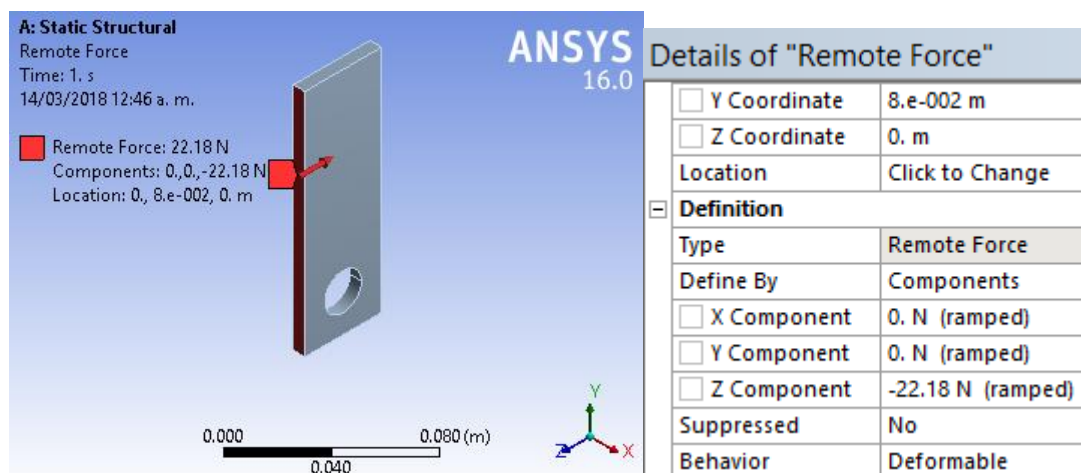 A: Static Structural
Remote Force
Time: 1. s
14/03/2018 12:46 a. m.
Remote Force: 22.18 N
Components: 0.,0.,-22.18 N
Location: 0., 8.e-002, 0. m
ANSYS
16.0
0.000 0.080 (m)
0.040
Y
Z X
Details of "Remote Force"
Y Coordinate 8.e-002 m
Z Coordinate 0. m
Location Click to Change
Definition
Type Remote Force
Define By Components
X Component 0. N (ramped)
Y Component 0. N (ramped)
Z Component -22.18 N (ramped)
Suppressed No
Behavior Deformable